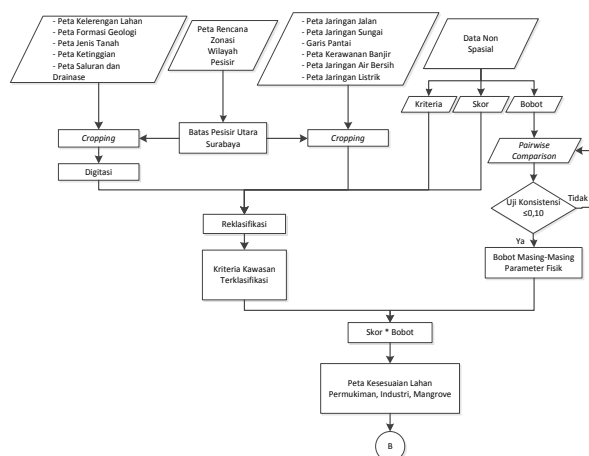 - Peta Kelerengan Lahan
- Peta Formasi Geologi
- Peta Jenis Tanah
- Peta Ketinggian
- Peta Saluran dan
Drainase
Peta
Rencana
Zonasi
Wilayah
Pesisir
- Peta Jaringan Jalan
- Peta Jaringan Sungai
- Garis Pantai
- Peta Kerawanan Banjir
- Peta Jaringan Air Bersih
- Peta Jaringan Listrik
Data Non
Spasial
Kriteria
Skor
Bobot
Cropping
Batas Pesisir Utara
Surabaya
Cropping
Pairwise
Comparison
Digitasi
Uji Konsistensi
≤0,10
Tidak
Ya
Reklasifikasi
Bobot Masing-Masing
Parameter Fisik
Kriteria Kawasan
Terklasifikasi
Skor * Bobot
Peta Kesesuaian Lahan
Permukiman, Industri, Mangrove
B